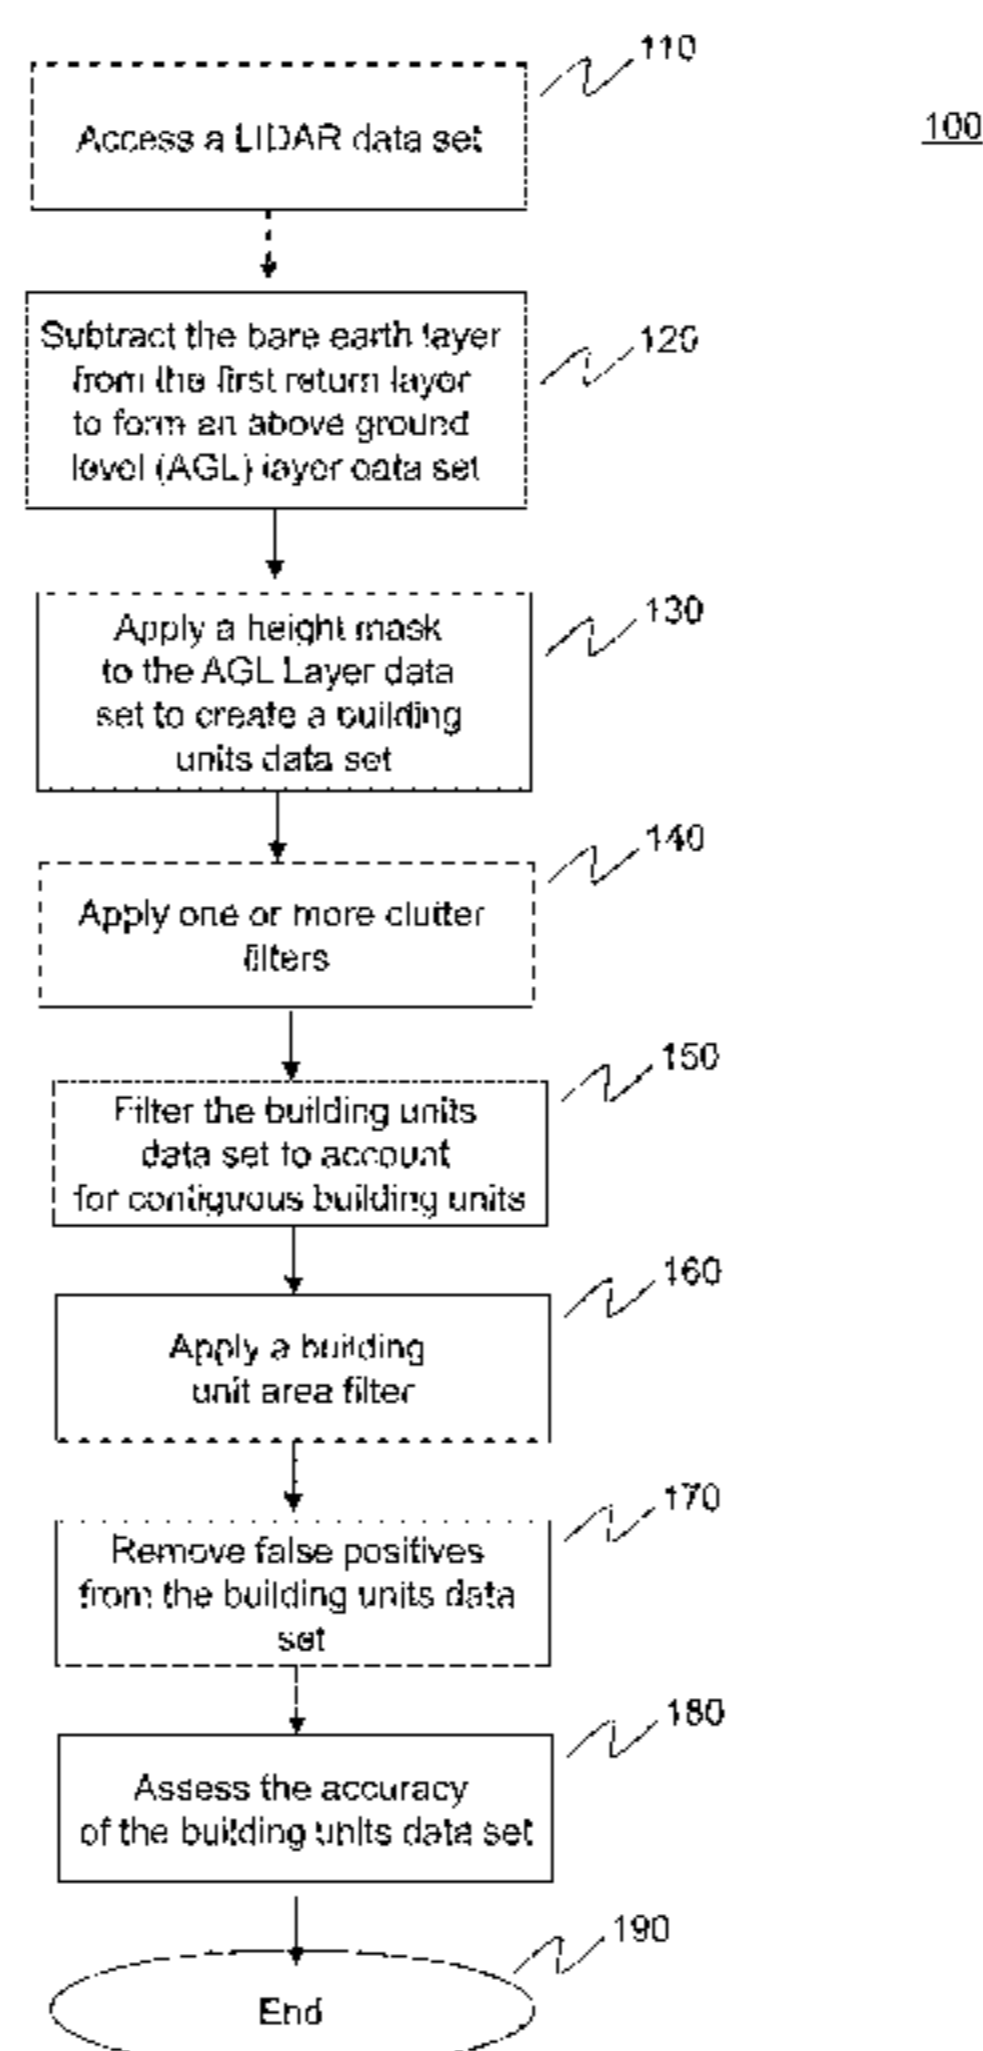 110
100
Access a LIDAR data set
Subtract the bare earth layer
from the first return layer
to form an above ground
level (AGL) layer data set
120
130
Apply a height mask
to the AGL Layer data
set to create a building
units data set
140
Apply one or more clutter
filters
150
Filter the building units
data set to account
for contiguous building units
160
Apply a building
unit area filter
170
Remove false positives
from the building units data
set
180
Assess the accuracy
of the building units data set
190
End